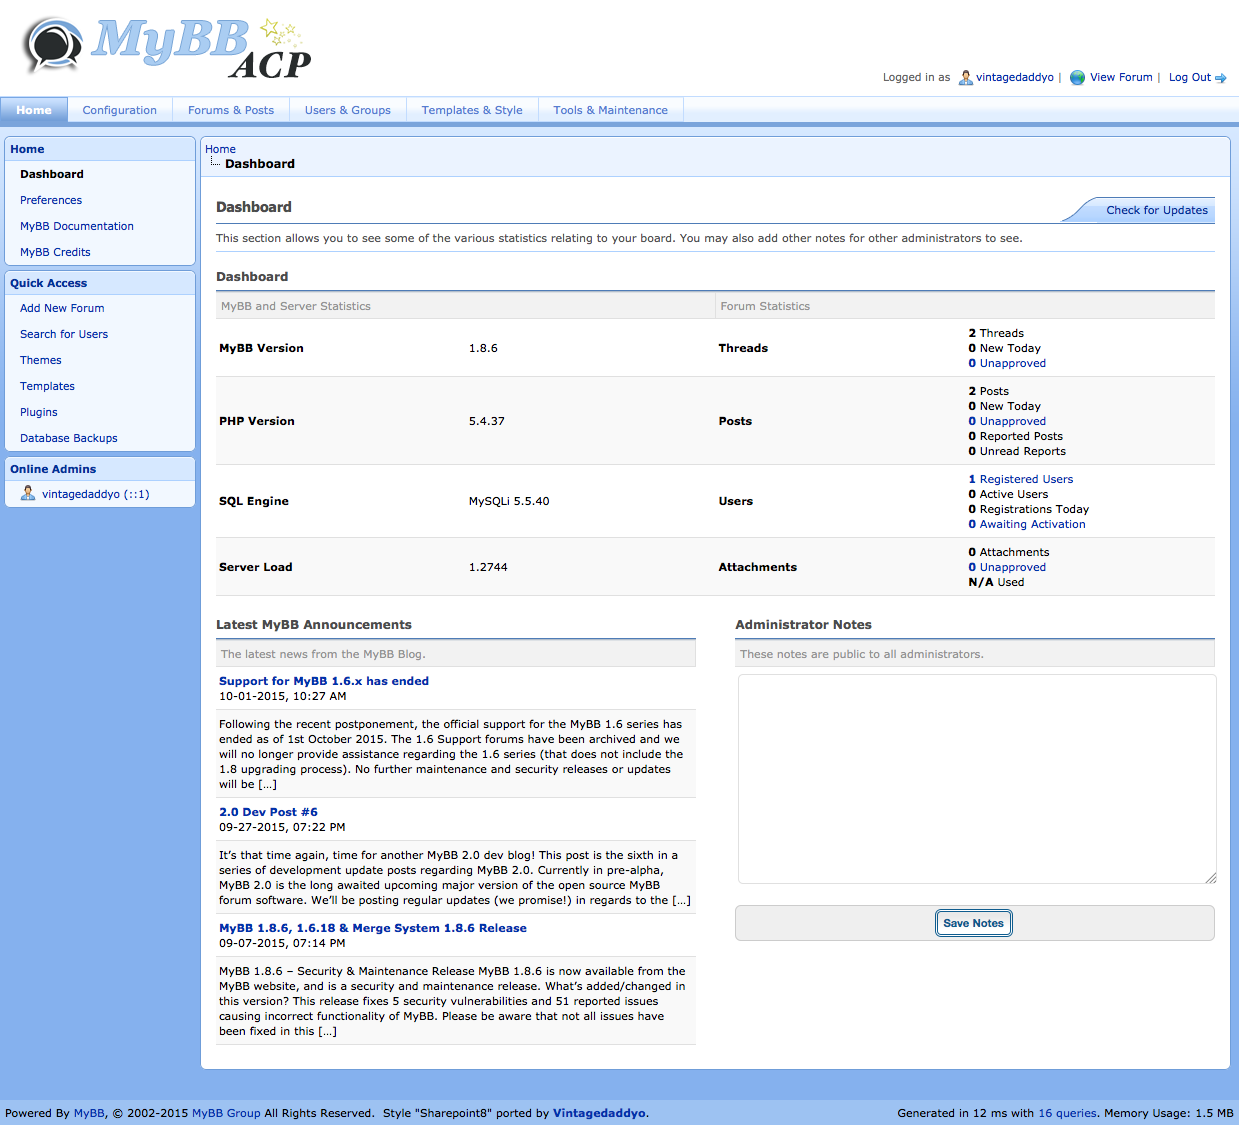 MyBB
ACP
Logged in as vintagedaddyo | View Forum | Log Out
Home Configuration Forums & Posts Users & Groups Templates & Style Tools & Maintenance
Home
Dashboard
Preferences
MyBB Documentation
MyBB Credits
Quick Access
Add New Forum
Search for Users
Themes
Templates
Plugins
Database Backups
Online Admins
vintagedaddyo (::1)
Home
Dashboard
Dashboard
Check for Updates
This section allows you to see some of the various statistics relating to your board. You may also add other notes for other administrators to see.
Dashboard
MyBB and Server Statistics Forum Statistics
MyBB Version 1.8.6 Threads
2 Threads
0 New Today
0 Unapproved
PHP Version 5.4.37 Posts
2 Posts
0 New Today
0 Unapproved
0 Reported Posts
0 Unread Reports
SQL Engine MySQLi 5.5.40 Users
1 Registered Users
0 Active Users
0 Registrations Today
0 Awaiting Activation
Server Load 1.2744 Attachments
0 Attachments
0 Unapproved
N/A Used
Latest MyBB Announcements
The latest news from the MyBB Blog.
Support for MyBB 1.6.x has ended
10-01-2015, 10:27 AM
Following the recent postponement, the official support for the MyBB 1.6 series has
ended as of 1st October 2015. The 1.6 Support forums have been archived and we
will no longer provide assistance regarding the 1.6 series (that does not include the
1.8 upgrading process). No further maintenance and security releases or updates
will be […]
2.0 Dev Post #6
09-27-2015, 07:22 PM
It’s that time again, time for another MyBB 2.0 dev blog! This post is the sixth in a
series of development update posts regarding MyBB 2.0. Currently in pre-alpha,
MyBB 2.0 is the long awaited upcoming major version of the open source MyBB
forum software. We’ll be posting regular updates (we promise!) in regards to the […]
MyBB 1.8.6, 1.6.18 & Merge System 1.8.6 Release
09-07-2015, 07:14 PM
MyBB 1.8.6 – Security & Maintenance Release MyBB 1.8.6 is now available from the
MyBB website, and is a security and maintenance release. What’s added/changed in
this version? This release fixes 5 security vulnerabilities and 51 reported issues
causing incorrect functionality of MyBB. Please be aware that not all issues have
been fixed in this […]
Administrator Notes
These notes are public to all administrators.
Save Notes
Powered By MyBB, © 2002-2015 MyBB Group All Rights Reserved. Style "Sharepoint8" ported by Vintagedaddyo.
Generated in 12 ms with 16 queries. Memory Usage: 1.5 MB